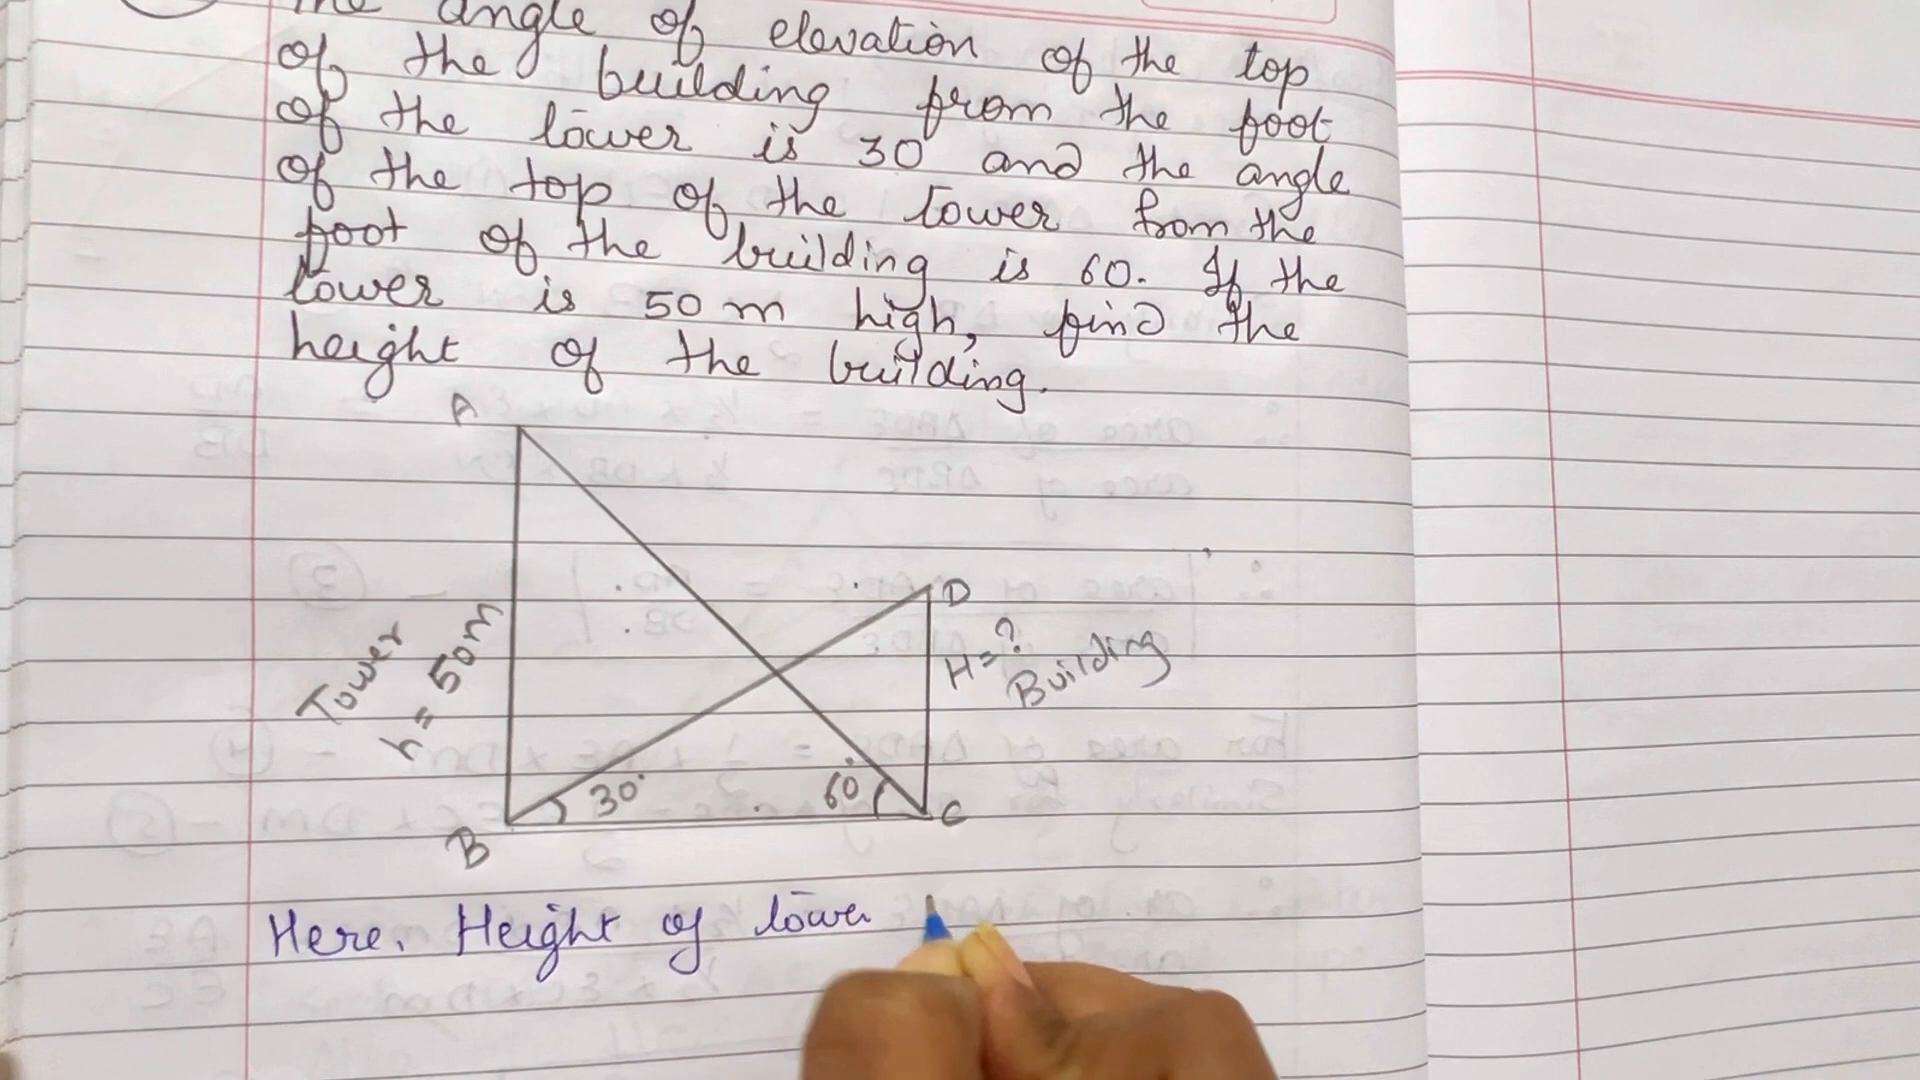 The angle of elevation of the top
of the building from the foot
of the tower is 30 and the angle
of the top of the tower from the
foot of the building is 60. If the
tower is 50 m high, find the
height of the building.
A
D
Tower
h = 50m
H = ?
Building
30°
60°
B
C
Here, Height of tower